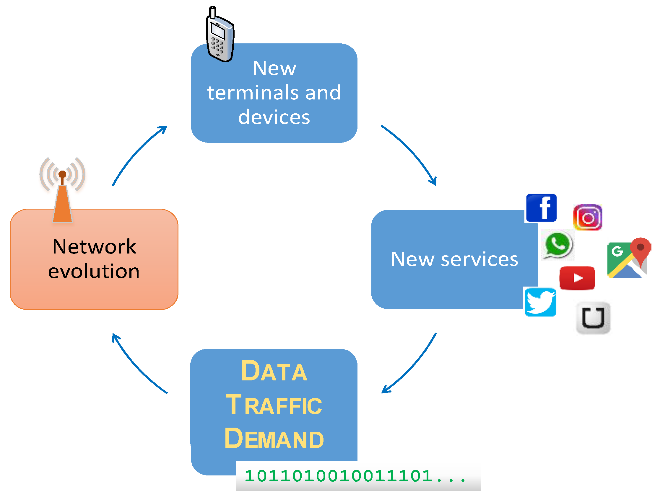 New
terminals and
devices
Network
evolution
New services
DATA
TRAFFIC
DEMAND
1011010010011101...